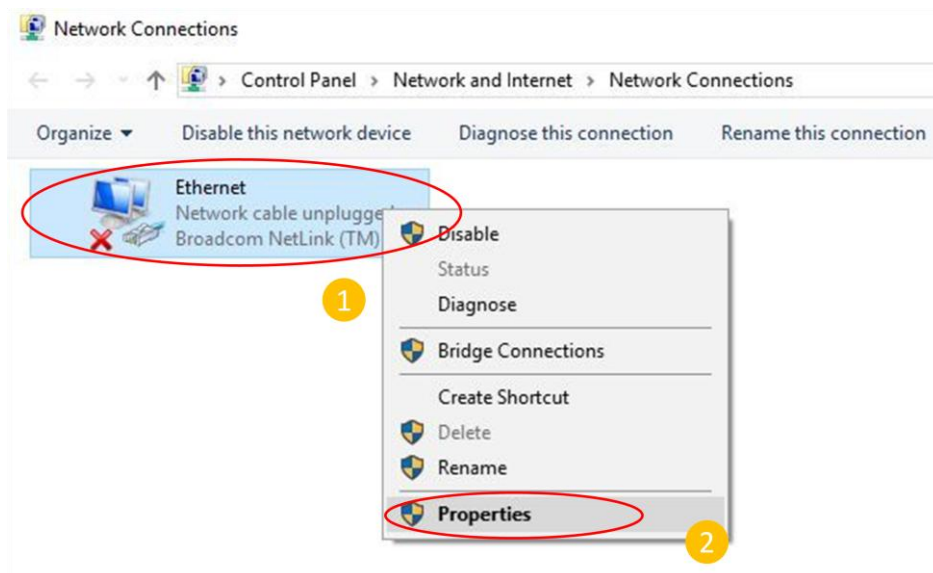 Network Connections
Control Panel > Network and Internet > Network Connections
Organize Disable this network device Diagnose this connection Rename this connection
Ethernet
Network cable unplugge
Broadcom NetLink (TM)
1
Disable
Status
Diagnose
Bridge Connections
Create Shortcut
Delete
Rename
Properties
2